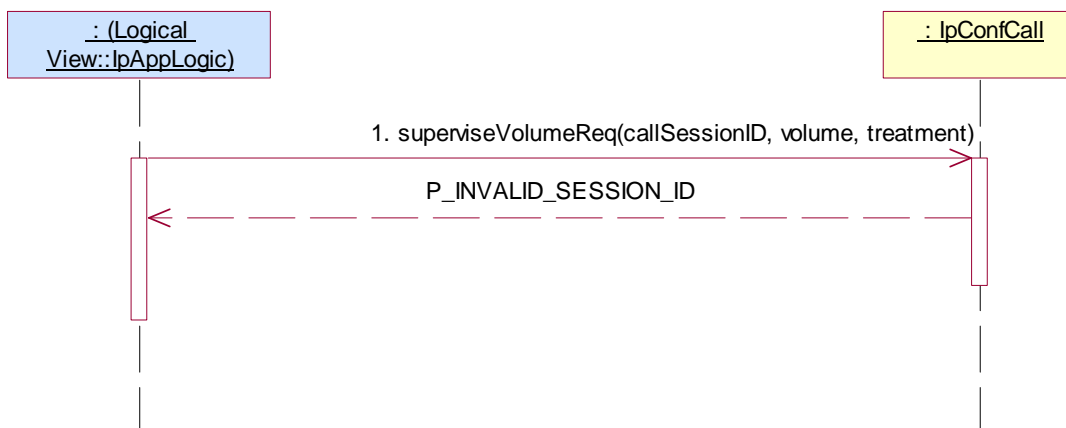 : (Logical
View::IpAppLogic)
: IpConfCall
1. superviseVolumeReq(callSessionID, volume, treatment)
P_INVALID_SESSION_ID